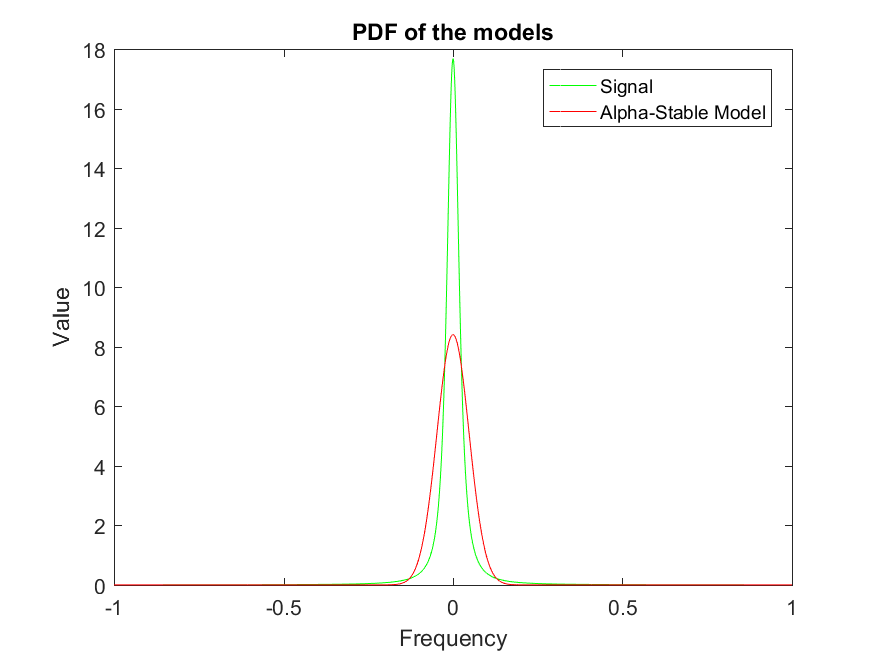 PDF of the models
18
16
14
12
10
8
6
4
2
0
Value
Signal
Alpha-Stable Model
-1 -0.5 0 0.5 1
Frequency